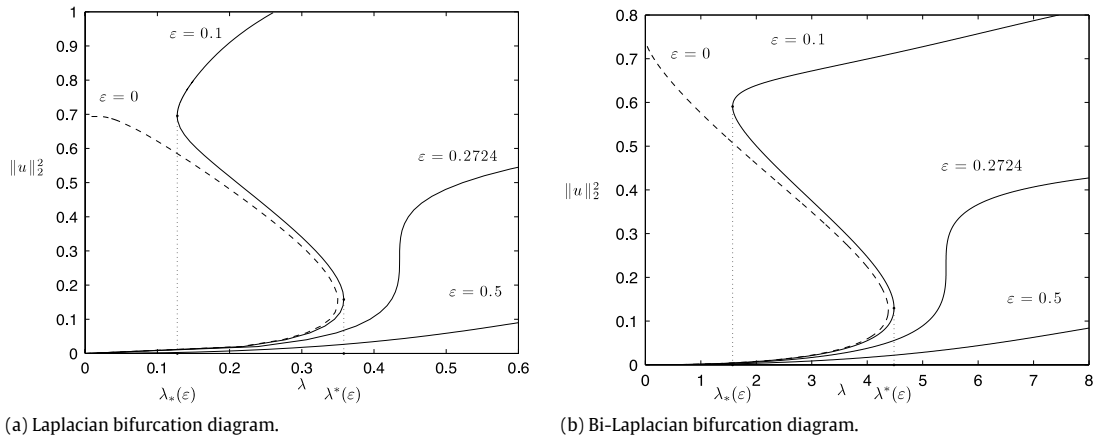 1
0.9
0.8
0.7
0.6
0.5
0.4
0.3
0.2
0.1
0
‖u‖₂²
ε = 0.1
ε = 0
ε = 0.2724
ε = 0.5
0 0.1 0.2 0.3 0.4 0.5 0.6
λ∗(ε) λ λ*(ε)
(a) Laplacian bifurcation diagram.
0.8
0.7
0.6
0.5
0.4
0.3
0.2
0.1
0
‖u‖₂²
ε = 0.1
ε = 0
ε = 0.2724
ε = 0.5
0 1 2 3 4 5 6 7 8
λ∗(ε) λ λ*(ε)
(b) Bi-Laplacian bifurcation diagram.